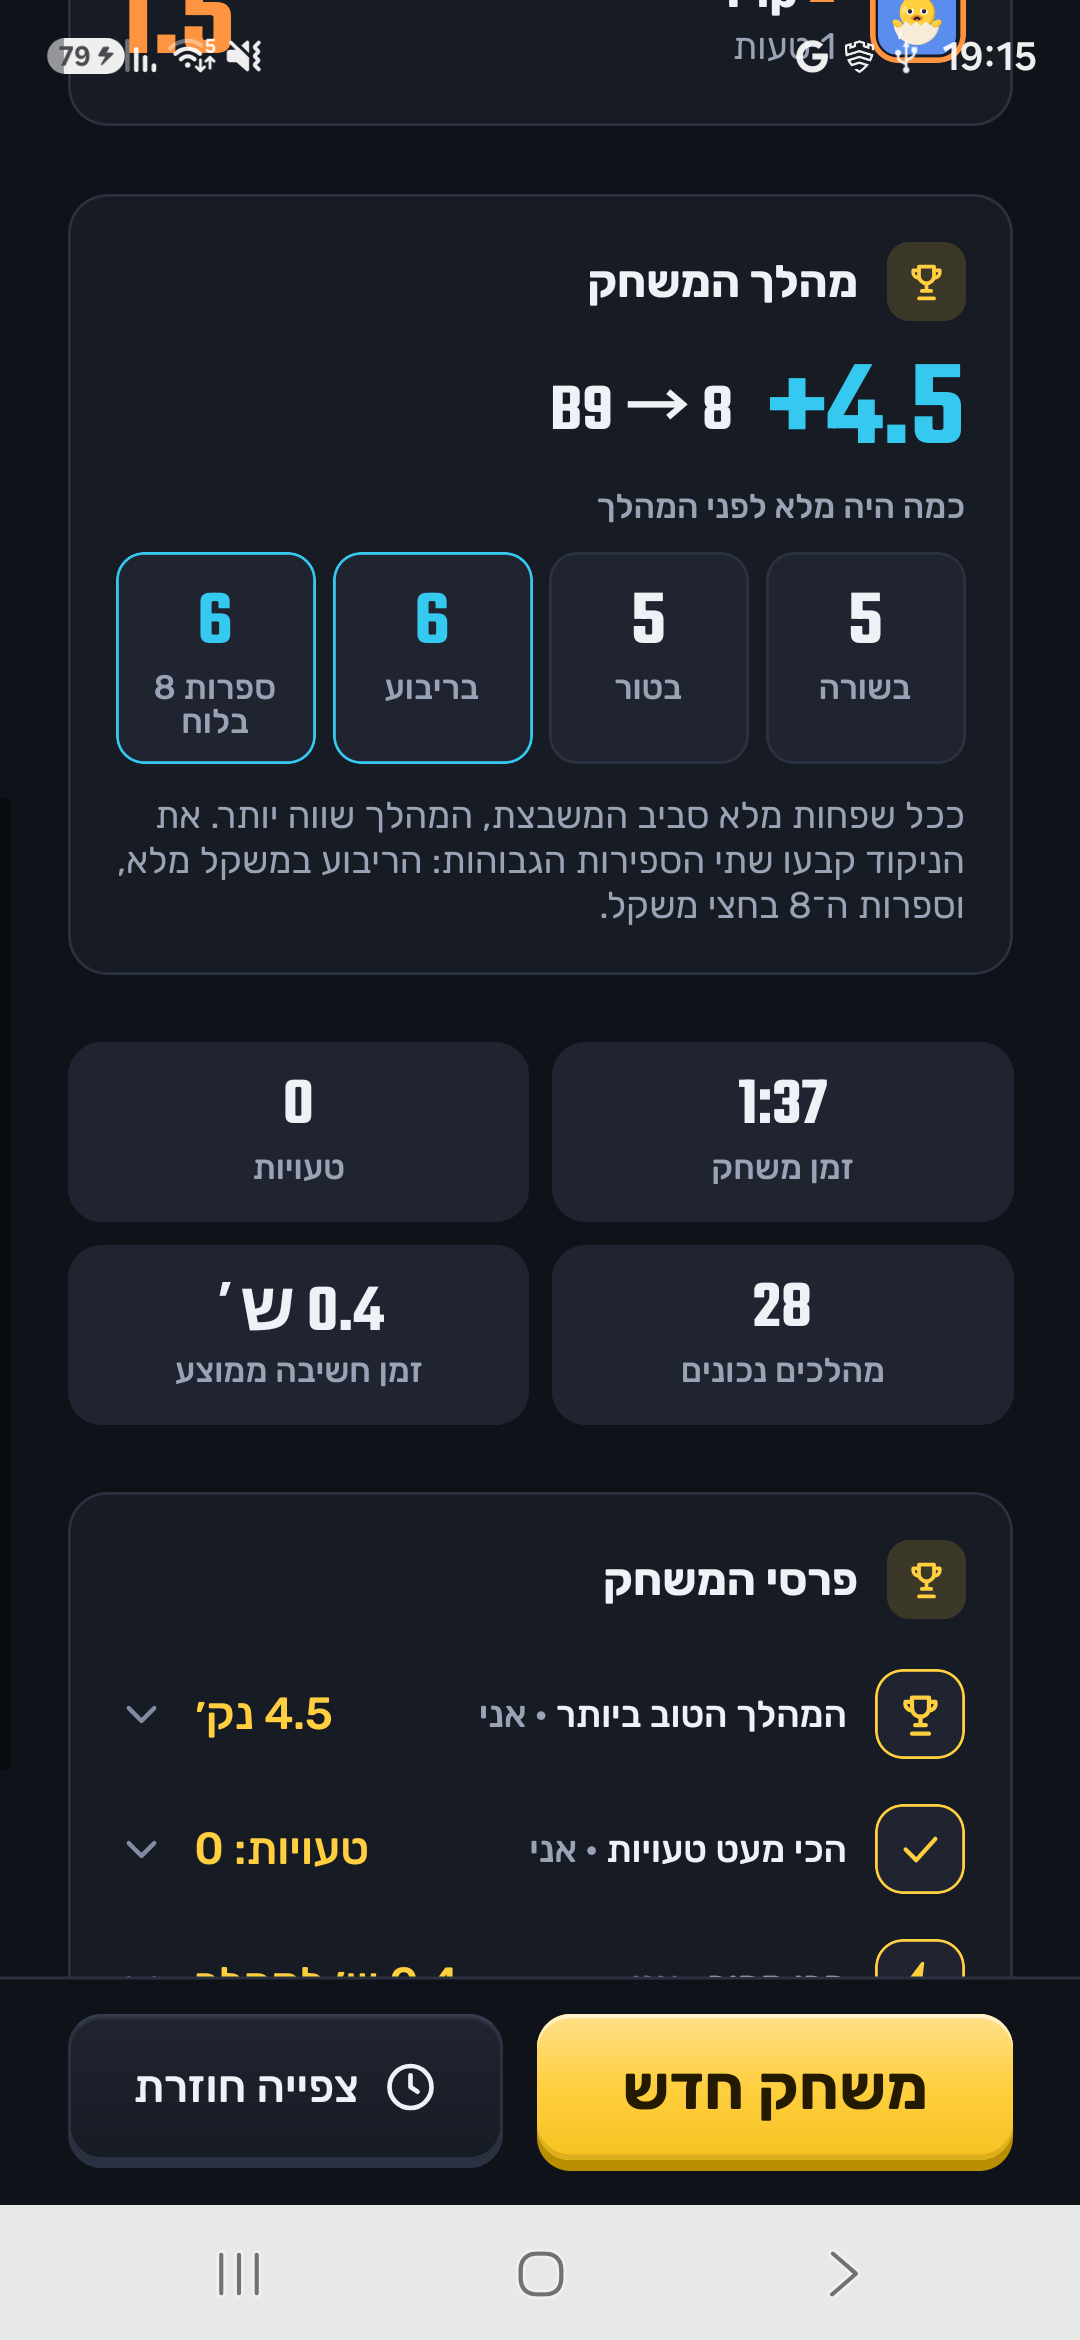 19:15
79
1.5
1 טעות
מהלך המשחק
+4.5
8 → B9
כמה היה מלא לפני המהלך
5
בשורה
5
בטור
6
בריבוע
6
ספרות 8
בלוח
ככל שפחות מלא סביב המשבצת, המהלך שווה יותר. את
הניקוד קבעו שתי הספירות הגבוהות: הריבוע במשקל מלא,
וספרות ה־8 בחצי משקל.
1:37
זמן משחק
0
טעויות
28
מהלכים נכונים
0.4 ש׳
זמן חשיבה ממוצע
פרסי המשחק
המהלך הטוב ביותר • אני
4.5 נק׳
הכי מעט טעויות • אני
טעויות: 0
משחק חדש
צפייה חוזרת